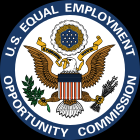 U.S. EQUAL EMPLOYMENT
OPPORTUNITY COMMISSION